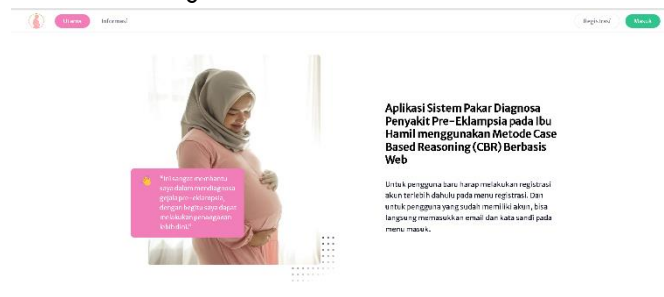 Utama
Informasi
Registrasi
Masuk
Aplikasi Sistem Pakar Diagnosa
Penyakit Pre-Eklampsia pada Ibu
Hamil menggunakan Metode Case
Based Reasoning (CBR) Berbasis
Web
"Ini sangat membantu
saya dalam mendiagnosa
gejala pre-eklampsia,
dengan begitu saya dapat
melakukan penanganan
lebih dini."
Untuk pengguna baru harap melakukan registrasi
akun terlebih dahulu pada menu registrasi. Dan
untuk pengguna yang sudah memiliki akun, bisa
langsung memasukkan email dan kata sandi pada
menu masuk.